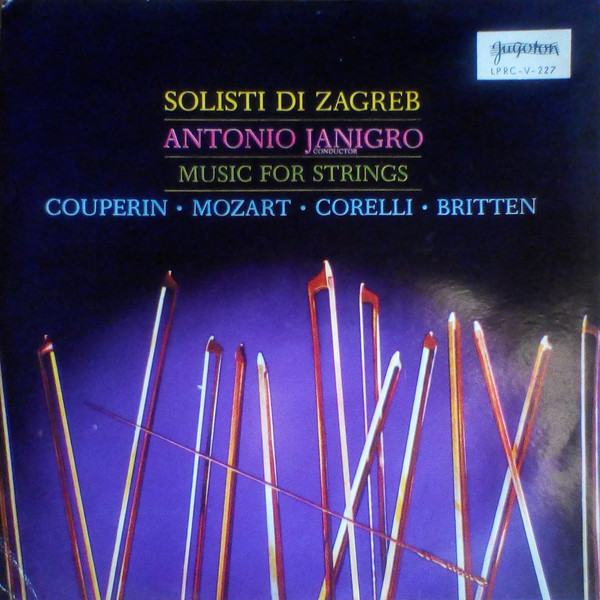 Jugoton
LPRC-V-227
SOLISTI DI ZAGREB
ANTONIO JANIGRO
CONDUCTOR
MUSIC FOR STRINGS
COUPERIN • MOZART • CORELLI • BRITTEN